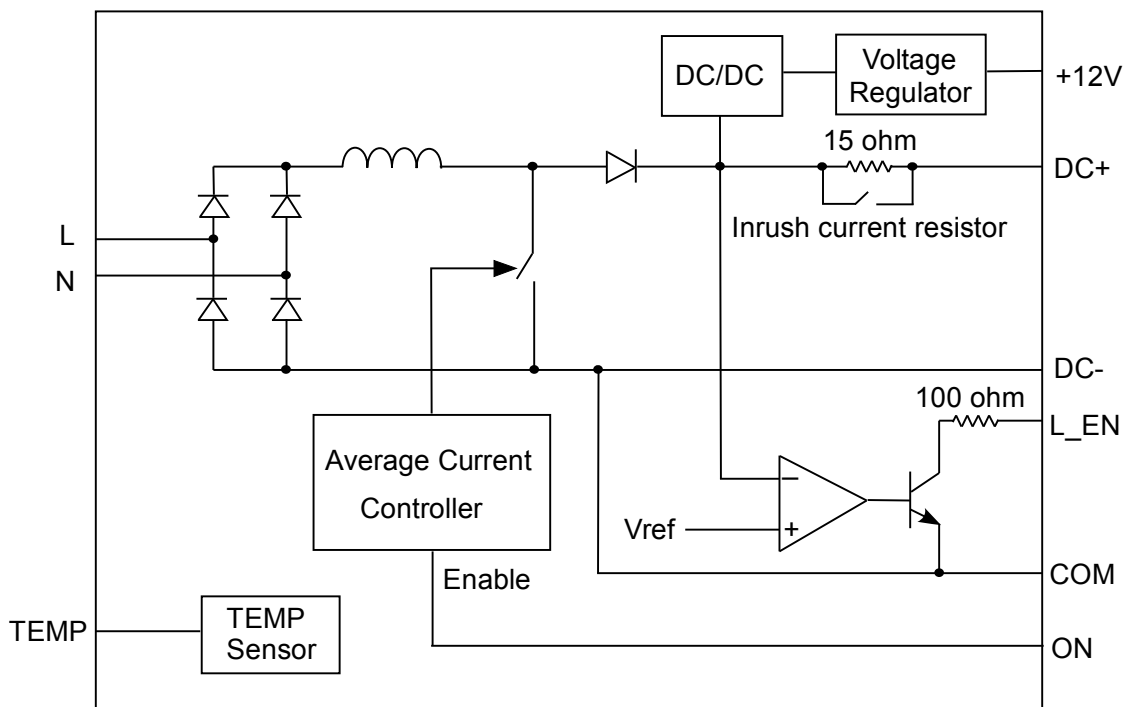 DC/DC
Voltage
Regulator
+12V
15 ohm
DC+
Inrush current resistor
L
N
DC-
100 ohm
L_EN
Average Current
Controller
Vref
−
+
Enable
COM
TEMP
TEMP
Sensor
ON